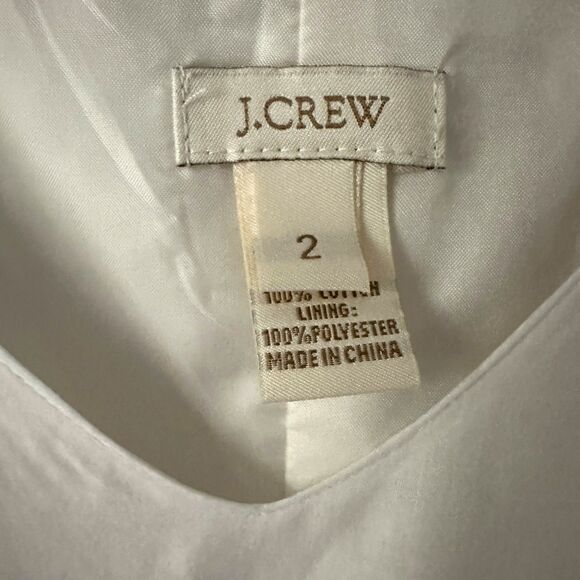 J.CREW
2
100% COTTON
LINING:
100%POLYESTER
MADE IN CHINA